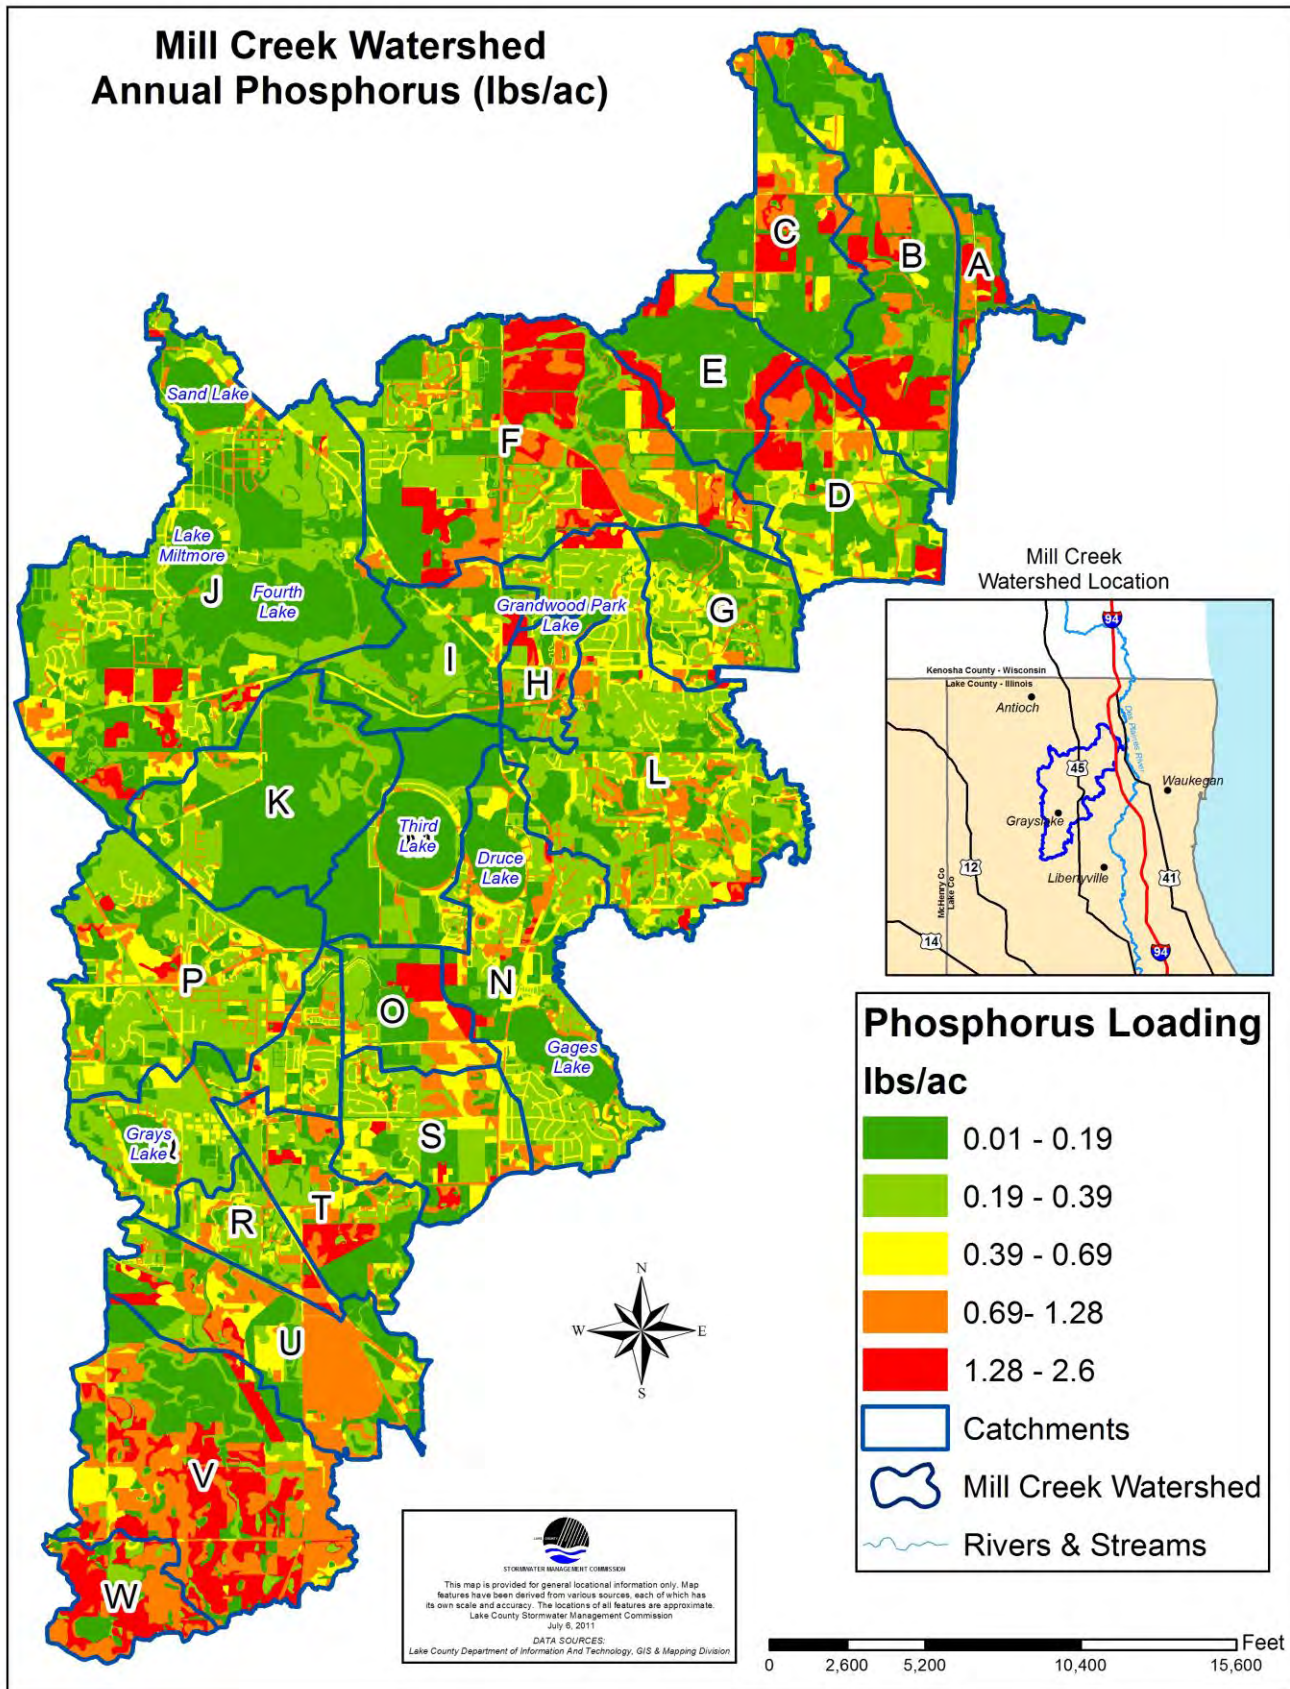 Mill Creek Watershed
Annual Phosphorus (lbs/ac)
C
B
A
E
Sand Lake
F
D
Lake
Miltmore
J
Fourth
Lake
Grandwood Park
Lake
G
I
H
K
L
Third
Lake
Druce
Lake
P
N
O
Gages
Lake
Grays
Lake
S
R
T
U
V
W
Mill Creek
Watershed Location
94
Kenosha County - Wisconsin
Lake County - Illinois
Antioch
Des Plaines River
45
Waukegan
Grayslake
Libertyville
12
McHenry Co
Lake Co
41
14
94
N
W
E
S
Phosphorus Loading
lbs/ac
0.01 - 0.19
0.19 - 0.39
0.39 - 0.69
0.69- 1.28
1.28 - 2.6
Catchments
Mill Creek Watershed
Rivers & Streams
STORMWATER MANAGEMENT COMMISSION
This map is provided for general locational information only. Map
features have been derived from various sources, each of which has
its own scale and accuracy. The locations of all features are approximate.
Lake County Stormwater Management Commission
July 6, 2011
DATA SOURCES:
Lake County Department of Information And Technology, GIS & Mapping Division
Feet
0 2,600 5,200 10,400 15,600